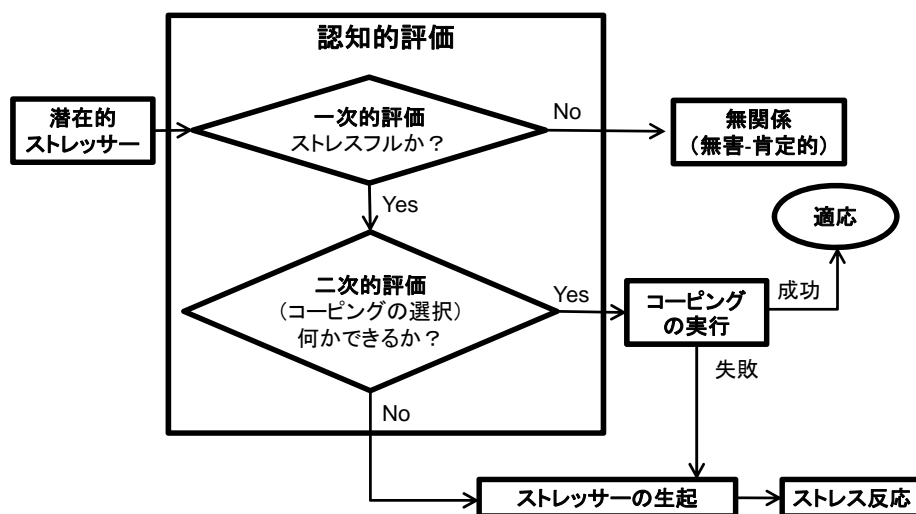 認知的評価
潜在的
ストレッサー
一次的評価
ストレスフルか？
No
無関係
（無害-肯定的）
Yes
適応
二次的評価
（コーピングの選択）
何かできるか？
Yes
コーピング
の実行
成功
失敗
No
ストレッサーの生起
ストレス反応